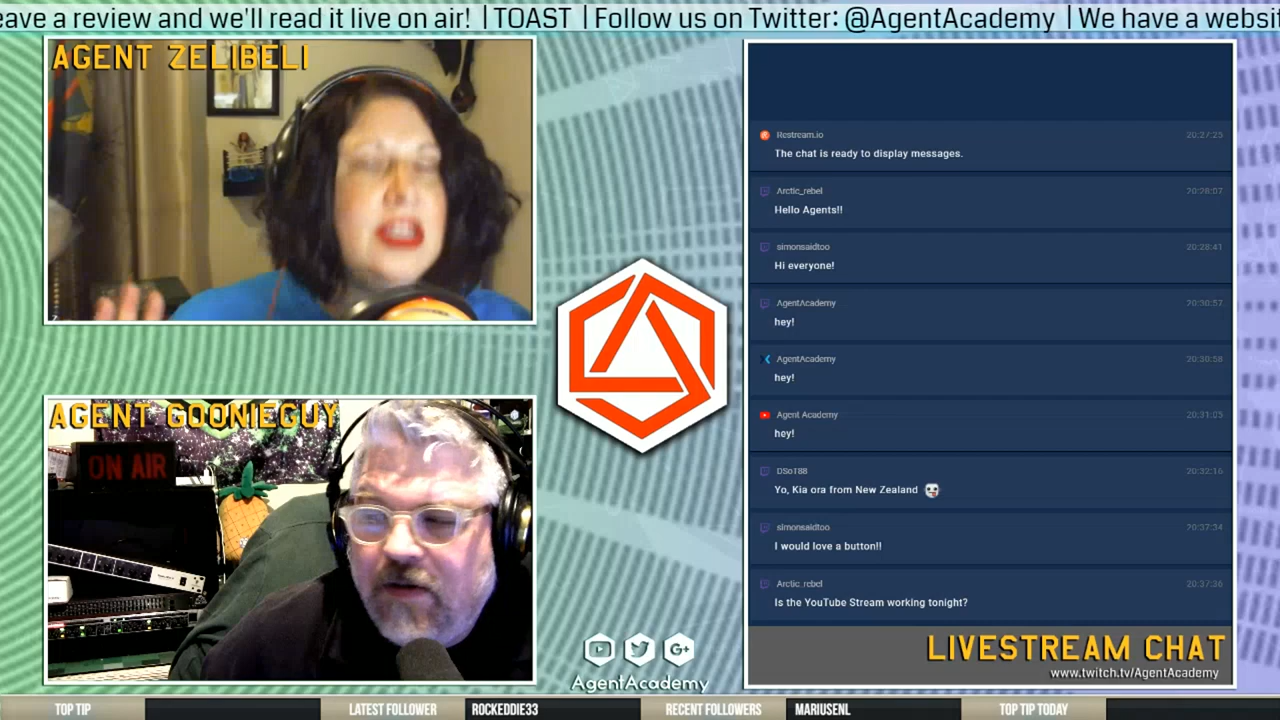 eave a review and we'll read it live on air! | TOAST | Follow us on Twitter: @AgentAcademy | We have a websit
AGENT ZELIBELI
Restream.io 20:27:25
The chat is ready to display messages.
Arctic_rebel 20:28:07
Hello Agents!!
simonsaidtoo 20:28:41
Hi everyone!
AgentAcademy 20:30:57
hey!
AgentAcademy 20:30:58
hey!
Agent Academy 20:31:05
hey!
DSoT88 20:32:16
Yo, Kia ora from New Zealand
simonsaidtoo 20:37:34
I would love a button!!
Arctic_rebel 20:37:36
Is the YouTube Stream working tonight?
AGENT GOONIEGUY
ON AIR
G+
AgentAcademy
LIVESTREAM CHAT
www.twitch.tv/AgentAcademy
TOP TIP LATEST FOLLOWER ROCKEDDIE33 RECENT FOLLOWERS MARIUSENL TOP TIP TODAY